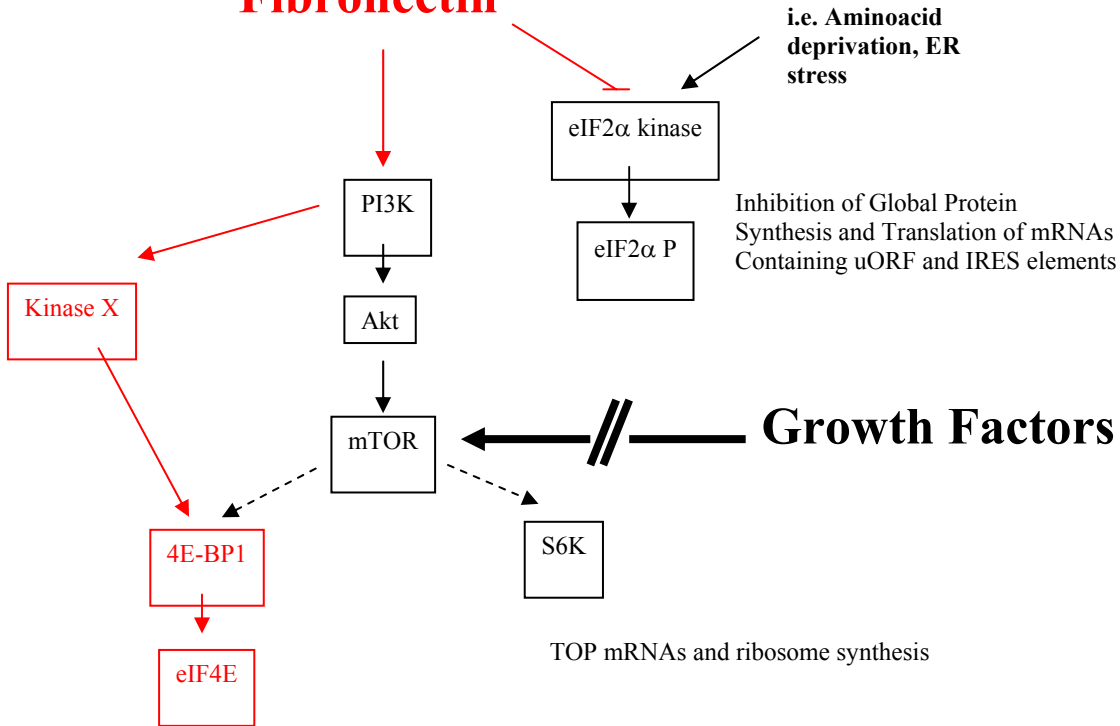 Fibronectin
i.e. Aminoacid
deprivation, ER
stress
eIF2α kinase
PI3K
Inhibition of Global Protein
Synthesis and Translation of mRNAs
Containing uORF and IRES elements
eIF2α P
Kinase X
Akt
Growth Factors
mTOR
4E-BP1
S6K
TOP mRNAs and ribosome synthesis
eIF4E